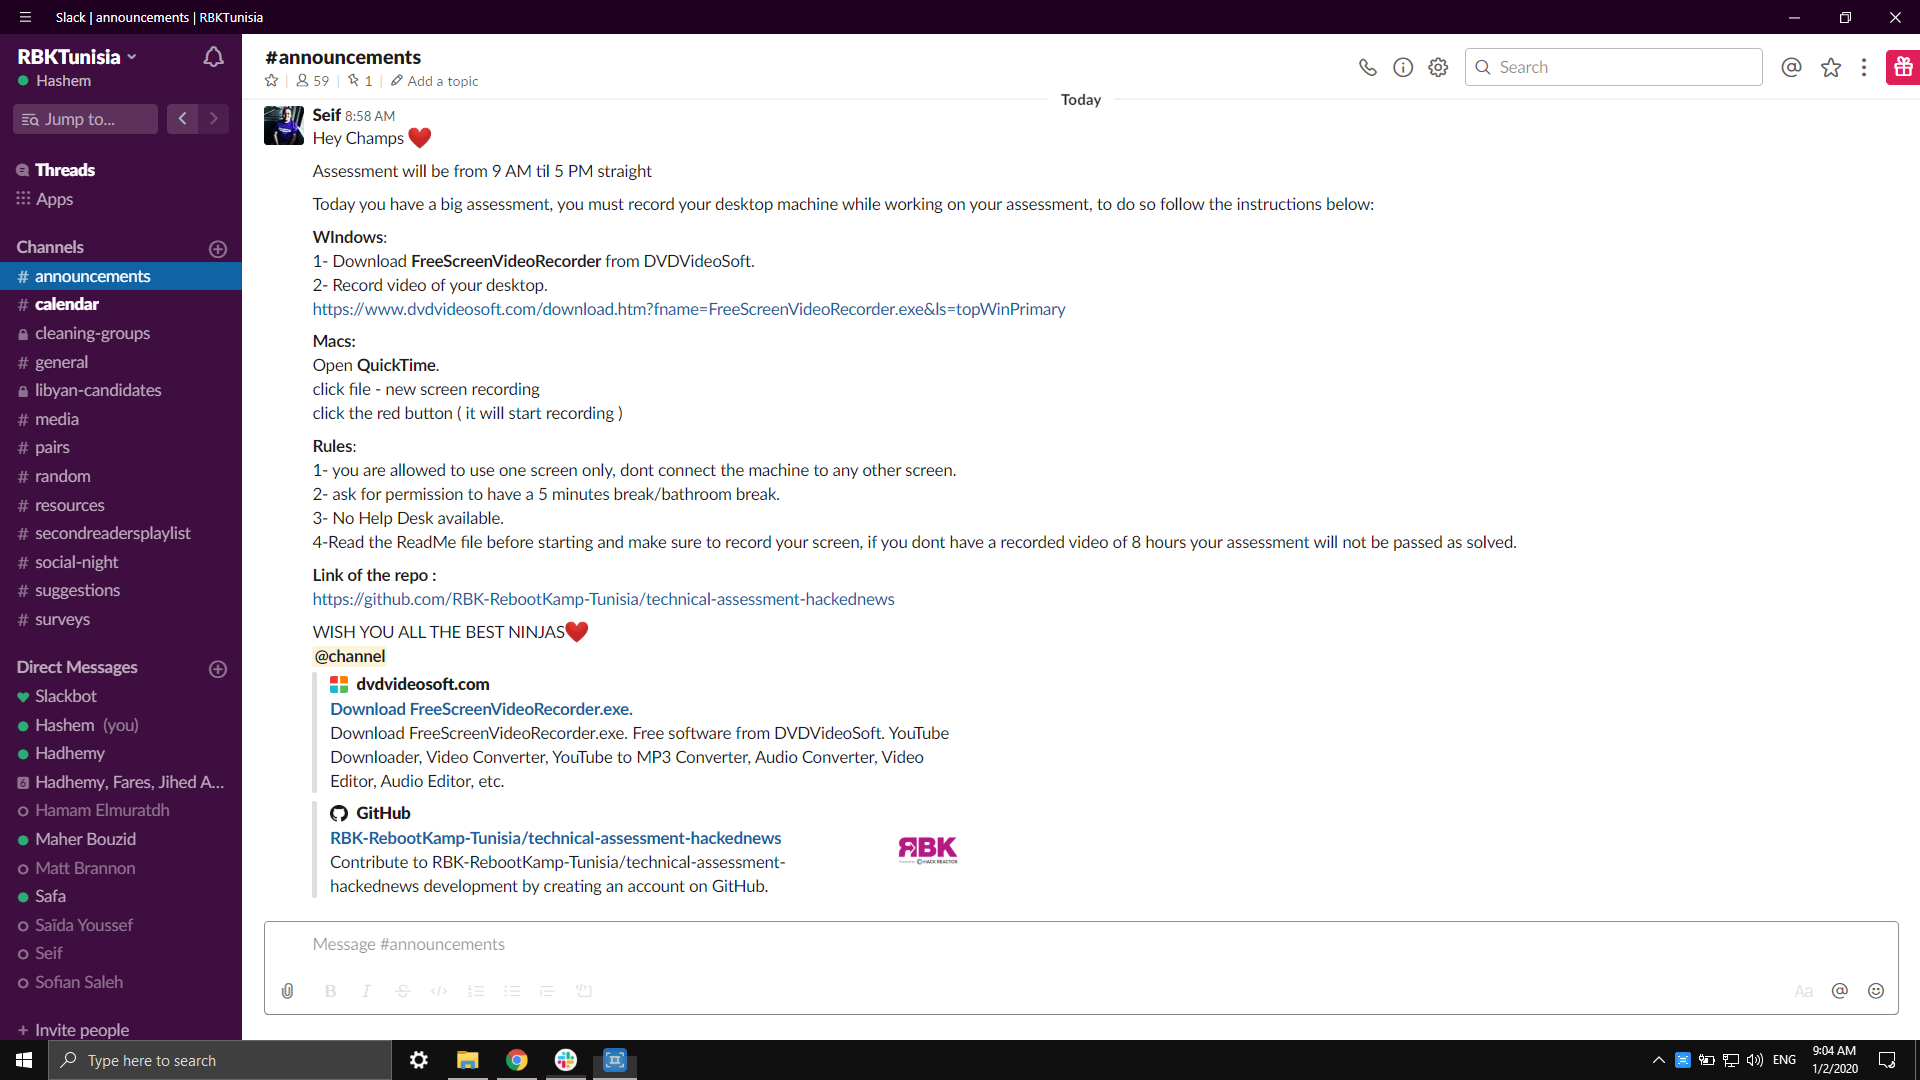 Slack | announcements | RBKTunisia
RBKTunisia
Hashem
Jump to...
Threads
Apps
Channels
# announcements
# calendar
cleaning-groups
# general
libyan-candidates
# media
# pairs
# random
# resources
# secondreadersplaylist
# social-night
# suggestions
# surveys
Direct Messages
Slackbot
Hashem (you)
Hadhemy
6 Hadhemy, Fares, Jihed A...
Hamam Elmuratdh
Maher Bouzid
Matt Brannon
Safa
Saïda Youssef
Seif
Sofian Saleh
+ Invite people
#announcements
59 | 1 | Add a topic
Search
Today
Seif 8:58 AM
Hey Champs ❤️
Assessment will be from 9 AM til 5 PM straight
Today you have a big assessment, you must record your desktop machine while working on your assessment, to do so follow the instructions below:
WIndows:
1- Download FreeScreenVideoRecorder from DVDVideoSoft.
2- Record video of your desktop.
https://www.dvdvideosoft.com/download.htm?fname=FreeScreenVideoRecorder.exe&ls=topWinPrimary
Macs:
Open QuickTime.
click file - new screen recording
click the red button ( it will start recording )
Rules:
1- you are allowed to use one screen only, dont connect the machine to any other screen.
2- ask for permission to have a 5 minutes break/bathroom break.
3- No Help Desk available.
4-Read the ReadMe file before starting and make sure to record your screen, if you dont have a recorded video of 8 hours your assessment will not be passed as solved.
Link of the repo :
https://github.com/RBK-RebootKamp-Tunisia/technical-assessment-hackednews
WISH YOU ALL THE BEST NINJAS❤️
@channel
dvdvideosoft.com
Download FreeScreenVideoRecorder.exe.
Download FreeScreenVideoRecorder.exe. Free software from DVDVideoSoft. YouTube
Downloader, Video Converter, YouTube to MP3 Converter, Audio Converter, Video
Editor, Audio Editor, etc.
GitHub
RBK-RebootKamp-Tunisia/technical-assessment-hackednews
Contribute to RBK-RebootKamp-Tunisia/technical-assessment-
hackednews development by creating an account on GitHub.
RBK
HACK REACTOR
Message #announcements
B I S </> Aa @
Type here to search
ENG
9:04 AM
1/2/2020